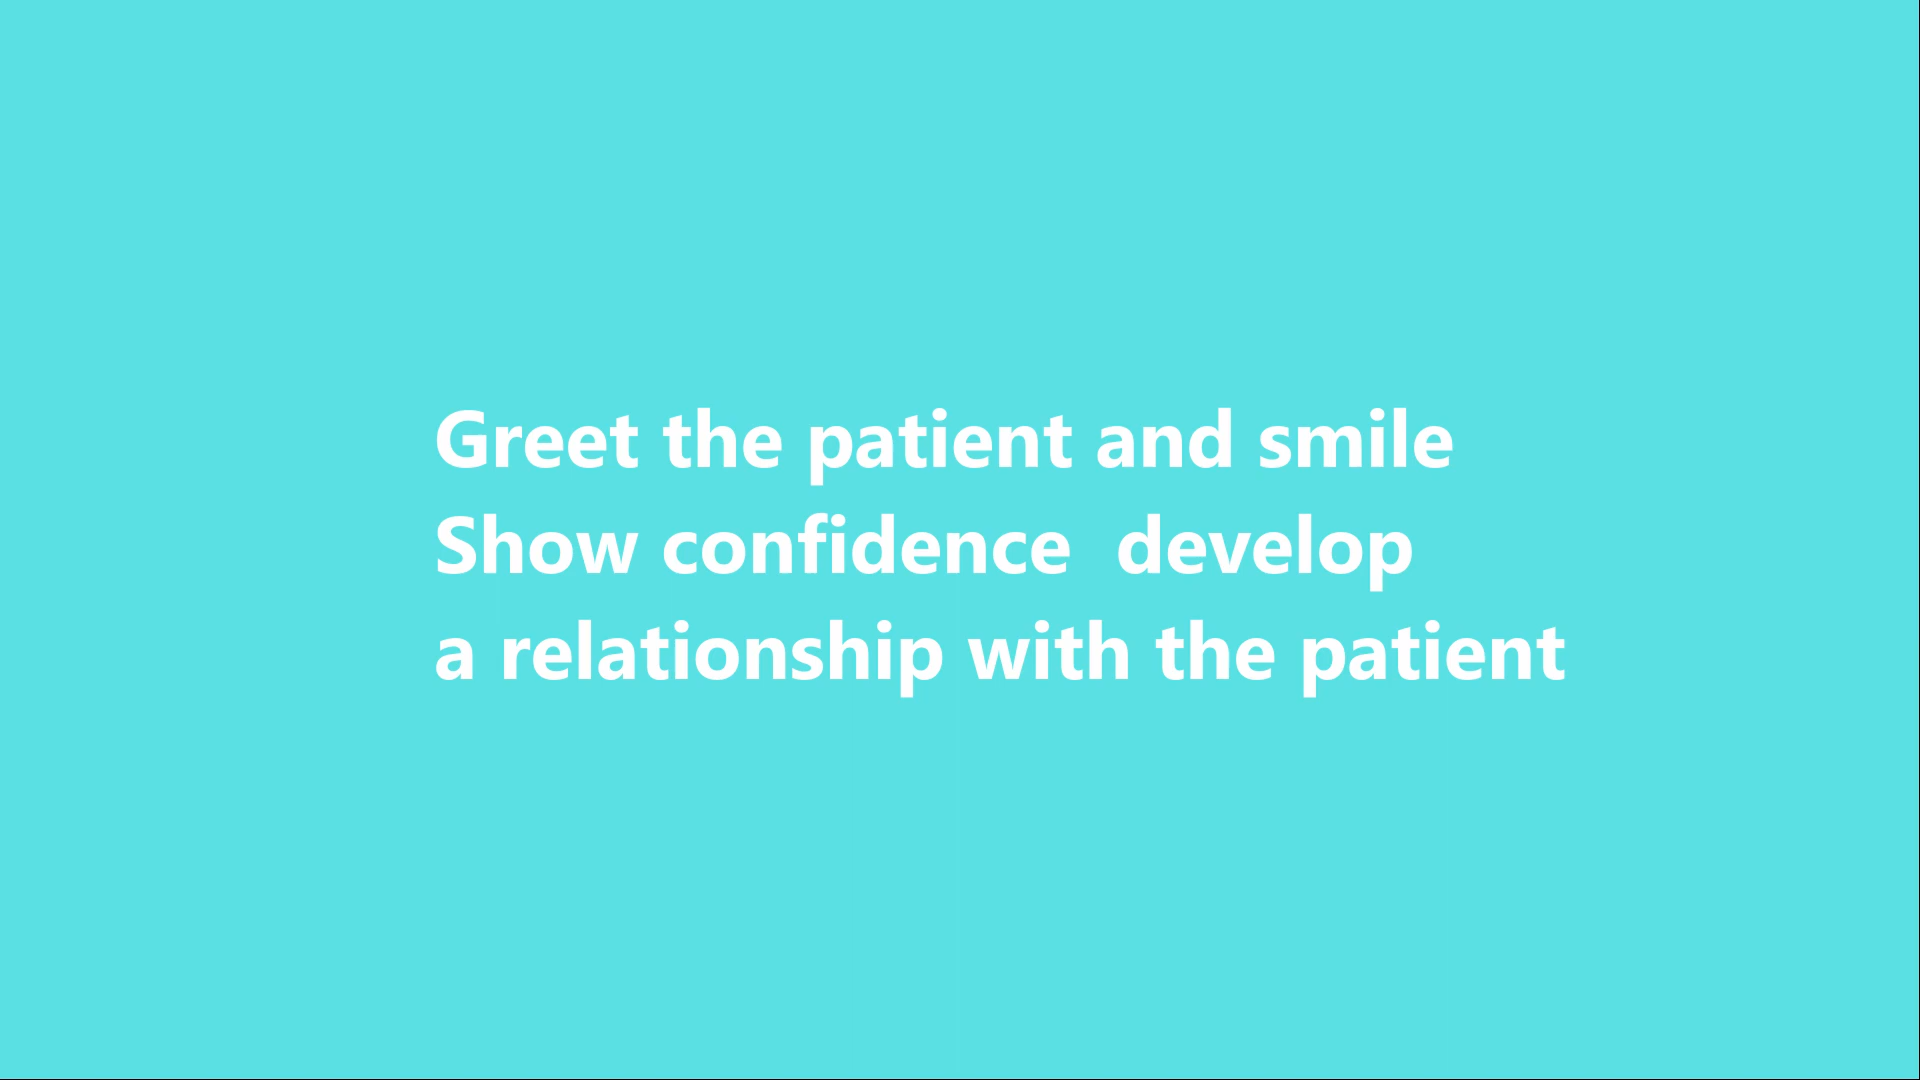 Greet the patient and smile
Show confidence  develop
a relationship with the patient